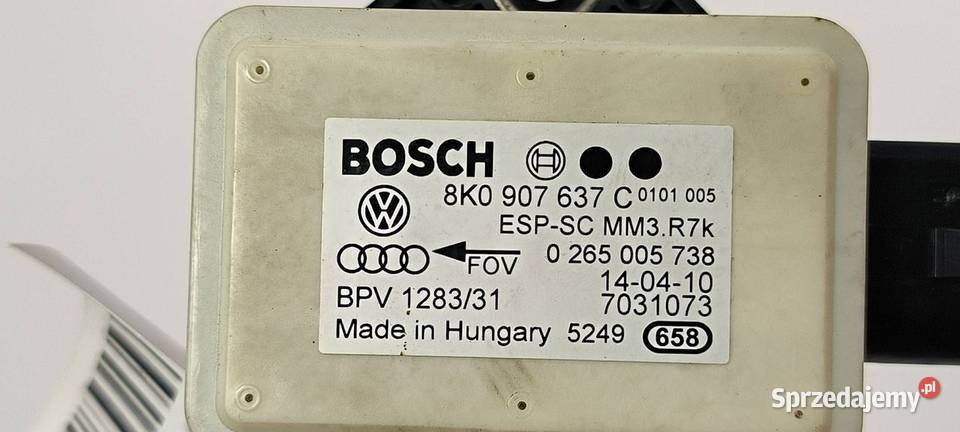 BOSCH
8K0 907 637 C 0101 005
ESP-SC MM3.R7k
FOV 0 265 005 738
14-04-10
BPV 1283/31 7031073
Made in Hungary 5249 658
Sprzedajemy.pl